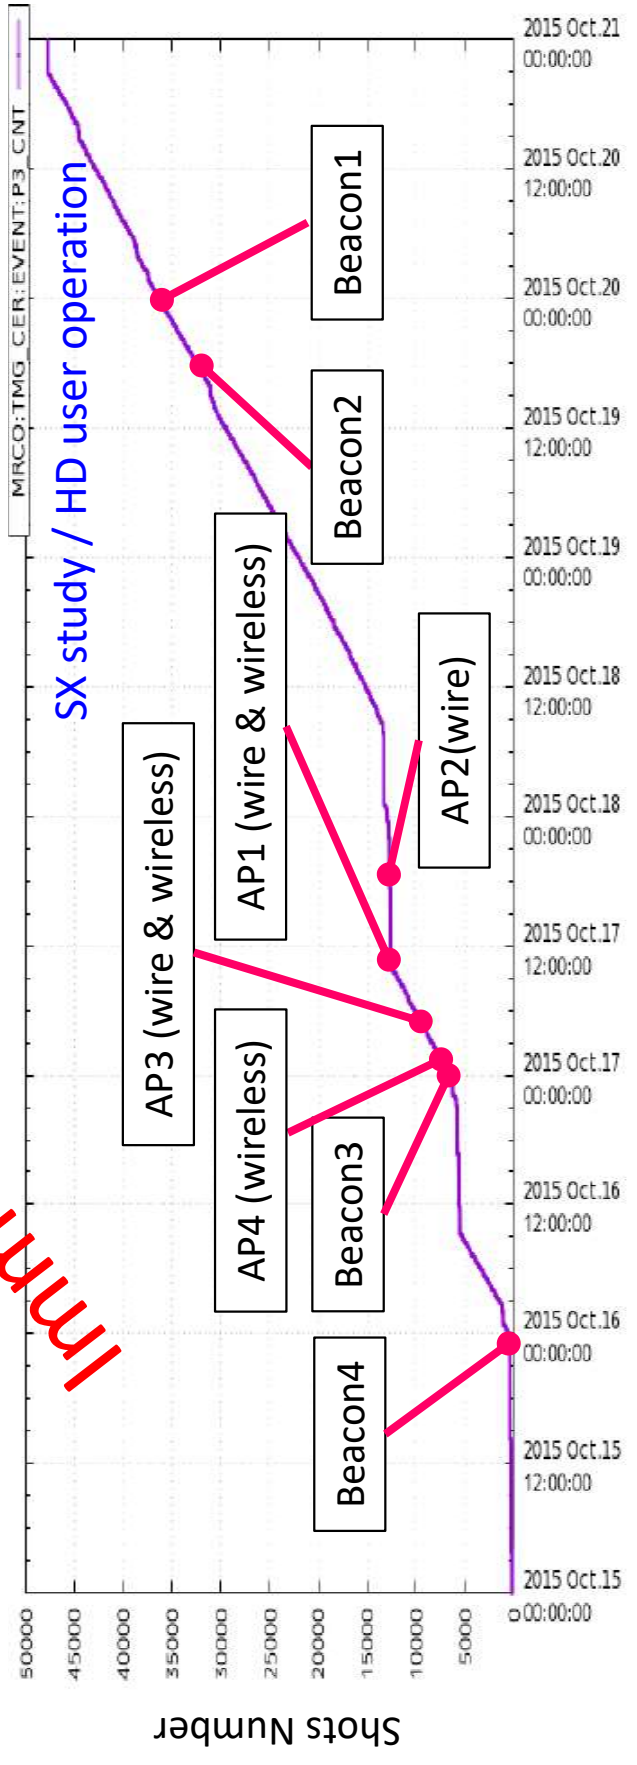 MRCO:TMG_CER:EVENT:P3_CNT
SX study / HD user operation
Imm
Shots Number
50000
45000
40000
35000
30000
25000
20000
15000
10000
5000
0
Beacon4
Beacon3
AP4 (wireless)
AP3 (wire & wireless)
AP1 (wire & wireless)
AP2(wire)
Beacon2
Beacon1
2015 Oct.15
00:00:00
2015 Oct.15
12:00:00
2015 Oct.16
00:00:00
2015 Oct.16
12:00:00
2015 Oct.17
00:00:00
2015 Oct.17
12:00:00
2015 Oct.18
00:00:00
2015 Oct.18
12:00:00
2015 Oct.19
00:00:00
2015 Oct.19
12:00:00
2015 Oct.20
00:00:00
2015 Oct.20
12:00:00
2015 Oct.21
00:00:00